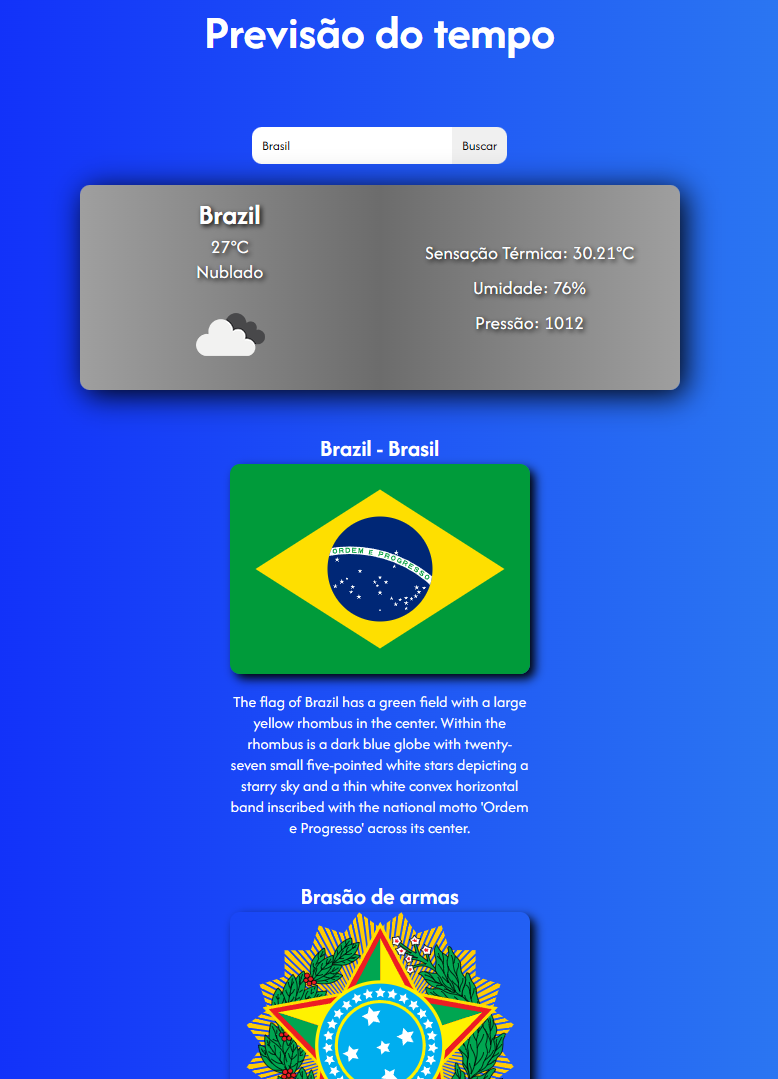 Previsão do tempo
Brasil
Buscar
Brazil
27°C
Nublado
Sensação Térmica: 30.21°C
Umidade: 76%
Pressão: 1012
Brazil - Brasil
ORDEM E PROGRESSO
The flag of Brazil has a green field with a large
yellow rhombus in the center. Within the
rhombus is a dark blue globe with twenty-
seven small five-pointed white stars depicting a
starry sky and a thin white convex horizontal
band inscribed with the national motto 'Ordem
e Progresso' across its center.
Brasão de armas